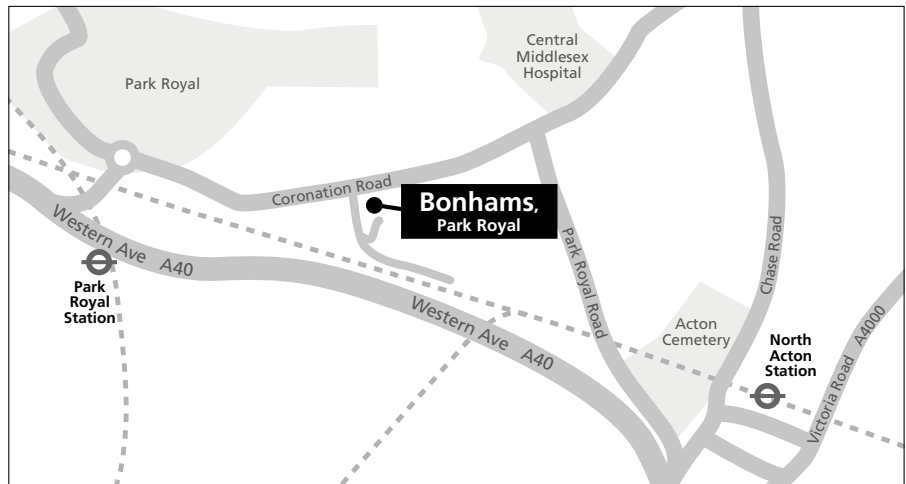 Central
Middlesex
Hospital
Park Royal
Coronation Road
Bonhams,
Park Royal
Western Ave A40
Park
Royal
Station
Park Royal Road
Chase Road
Western Ave A40
Acton
Cemetery
North
Acton
Station
Victoria Road A4000